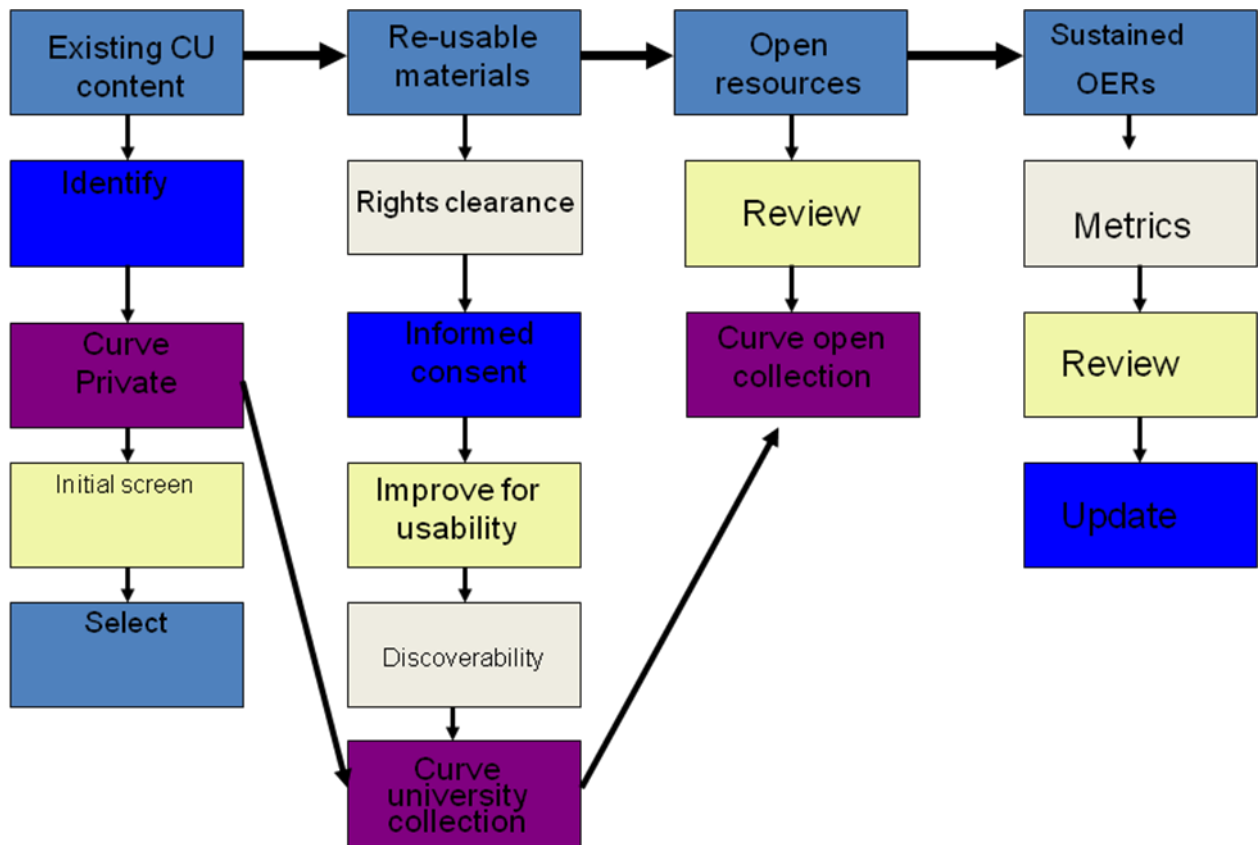 Existing CU
content
Identify
Curve
Private
Initial screen
Select
Re-usable
materials
Rights clearance
Informed
consent
Improve for
usability
Discoverability
Curve
university
collection
Open
resources
Review
Curve open
collection
Sustained
OERs
Metrics
Review
Update